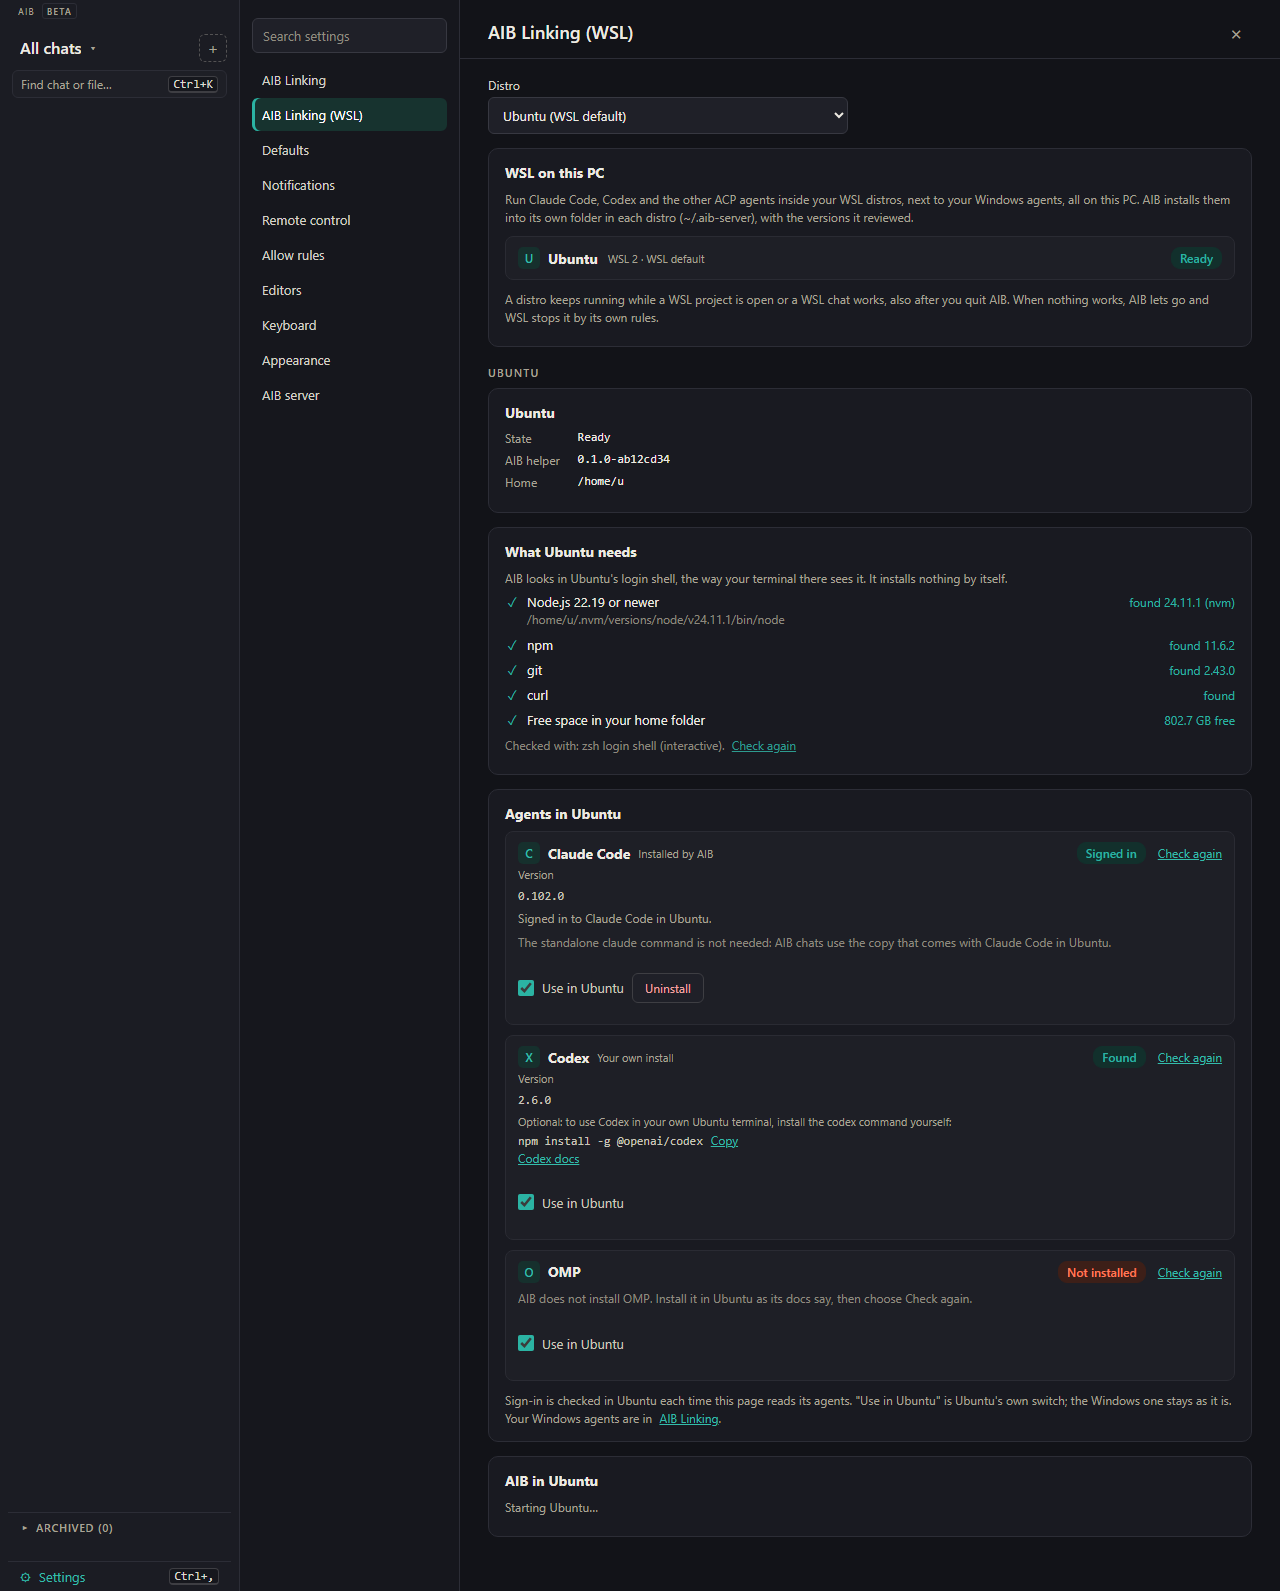 AIB BETA
All chats
+
Find chat or file... Ctrl+K
ARCHIVED (0)
Settings Ctrl+,
Search settings
AIB Linking
AIB Linking (WSL)
Defaults
Notifications
Remote control
Allow rules
Editors
Keyboard
Appearance
AIB server
AIB Linking (WSL)
Distro
Ubuntu (WSL default)
WSL on this PC
Run Claude Code, Codex and the other ACP agents inside your WSL distros, next to your Windows agents, all on this PC. AIB installs them
into its own folder in each distro (~/.aib-server), with the versions it reviewed.
U Ubuntu WSL 2 · WSL default Ready
A distro keeps running while a WSL project is open or a WSL chat works, also after you quit AIB. When nothing works, AIB lets go and
WSL stops it by its own rules.
UBUNTU
Ubuntu
State Ready
AIB helper 0.1.0-ab12cd34
Home /home/u
What Ubuntu needs
AIB looks in Ubuntu's login shell, the way your terminal there sees it. It installs nothing by itself.
✓ Node.js 22.19 or newer found 24.11.1 (nvm)
/home/u/.nvm/versions/node/v24.11.1/bin/node
✓ npm found 11.6.2
✓ git found 2.43.0
✓ curl found
✓ Free space in your home folder 802.7 GB free
Checked with: zsh login shell (interactive). Check again
Agents in Ubuntu
C Claude Code Installed by AIB Signed in Check again
Version
0.102.0
Signed in to Claude Code in Ubuntu.
The standalone claude command is not needed: AIB chats use the copy that comes with Claude Code in Ubuntu.
Use in Ubuntu Uninstall
X Codex Your own install Found Check again
Version
2.6.0
Optional: to use Codex in your own Ubuntu terminal, install the codex command yourself:
npm install -g @openai/codex Copy
Codex docs
Use in Ubuntu
O OMP Not installed Check again
AIB does not install OMP. Install it in Ubuntu as its docs say, then choose Check again.
Use in Ubuntu
Sign-in is checked in Ubuntu each time this page reads its agents. "Use in Ubuntu" is Ubuntu's own switch; the Windows one stays as it is.
Your Windows agents are in AIB Linking.
AIB in Ubuntu
Starting Ubuntu...